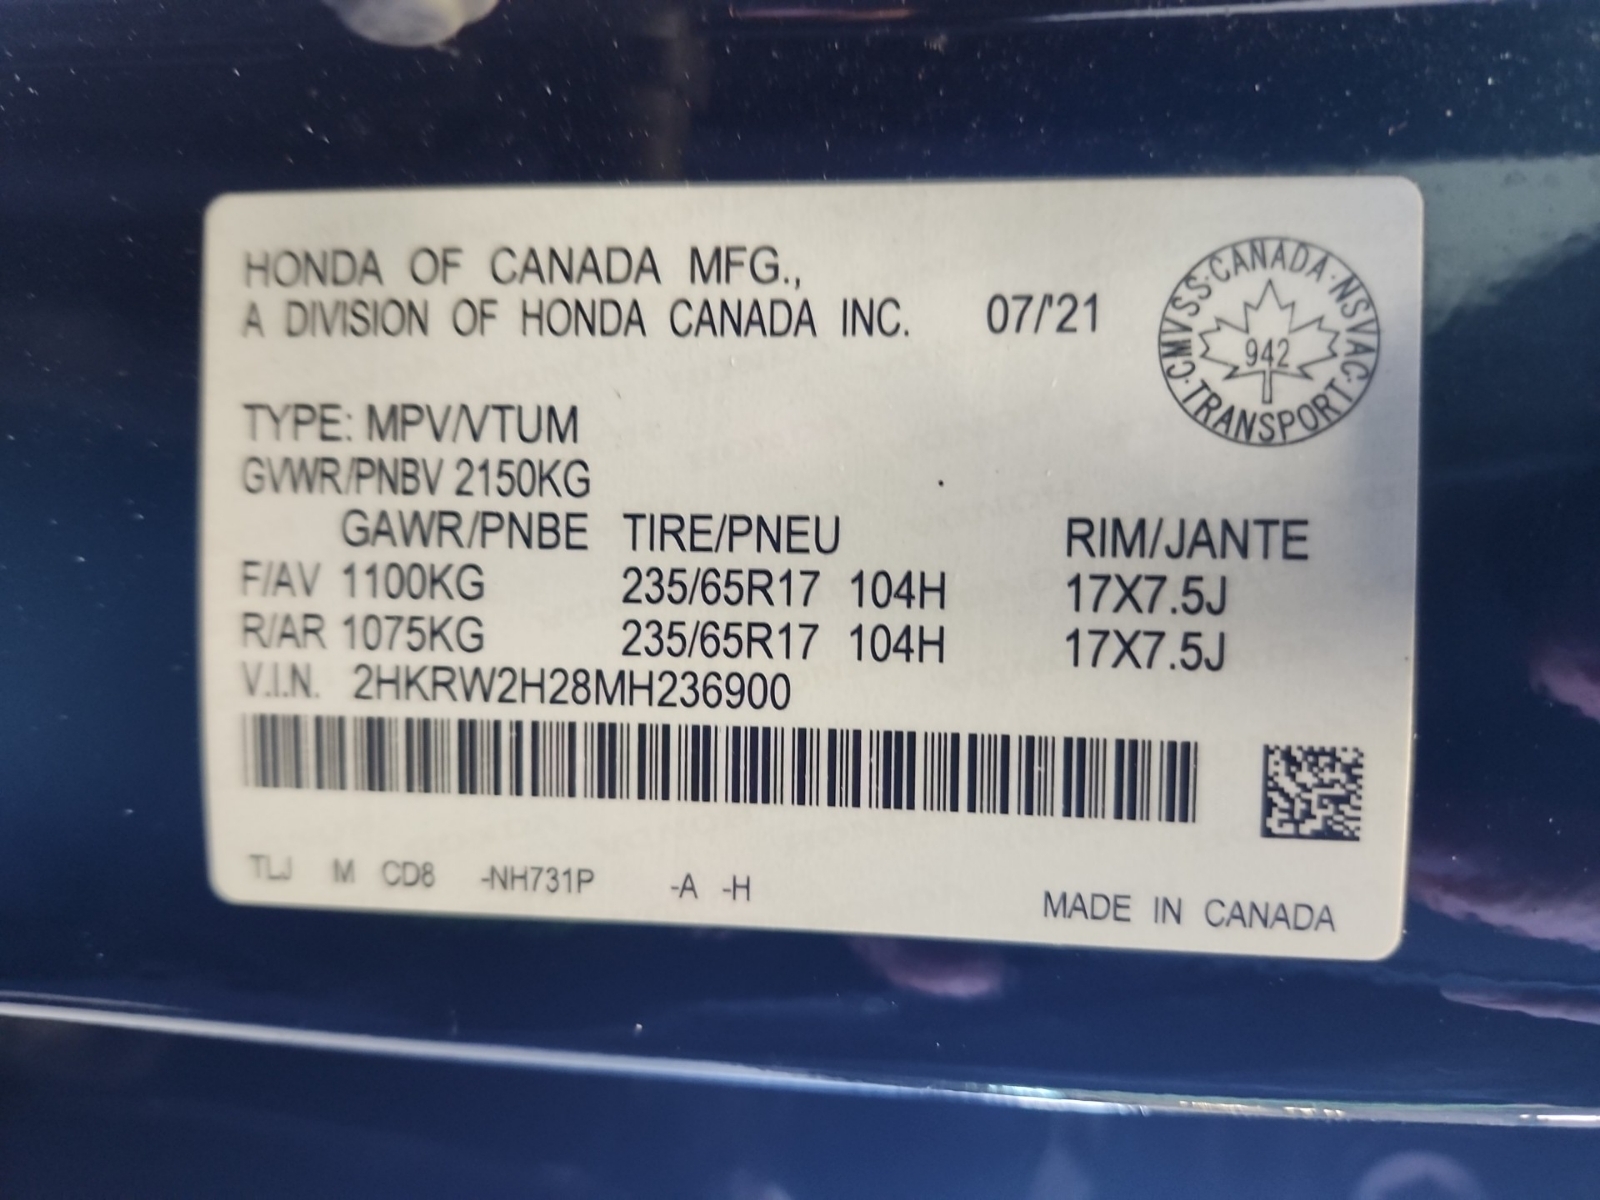 HONDA OF CANADA MFG.,
A DIVISION OF HONDA CANADA INC. 07/'21
CMVSS·CANADA·NSVAC·TRANSPORT·
942
TYPE: MPV/VTUM
GVWR/PNBV 2150KG
GAWR/PNBE TIRE/PNEU RIM/JANTE
F/AV 1100KG 235/65R17 104H 17X7.5J
R/AR 1075KG 235/65R17 104H 17X7.5J
V.I.N. 2HKRW2H28MH236900
TLJ M CD8 -NH731P -A -H
MADE IN CANADA